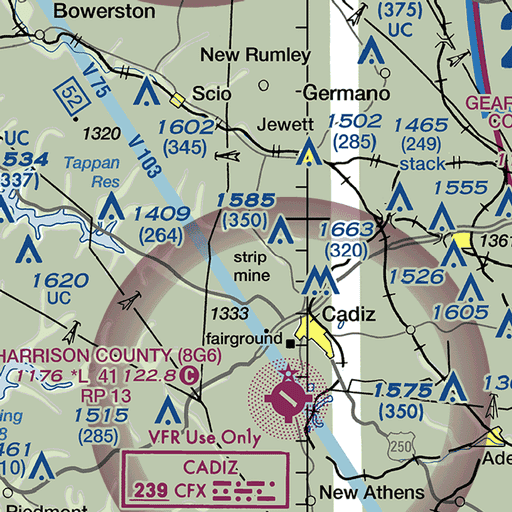 Bowerston
(375)
UC
New Rumley
V 75
52
Scio
Germano
GEAR
CO
1320
1602
(345)
Jewett
1502
(285)
1465
(249)
stack
UC
534
(337)
Tappan
Res
V 103
1585
(350)
1555
1409
(264)
1663
(320)
1361
strip
mine
1526
1620
UC
1605
1333
Cadiz
fairground
HARRISON COUNTY (8G6)
1176 *L 41 122.8 C
RP 13
1575
(350)
1515
(285)
VFR Use Only
250
461
CADIZ
239 CFX
Ade
New Athens
Piedmont